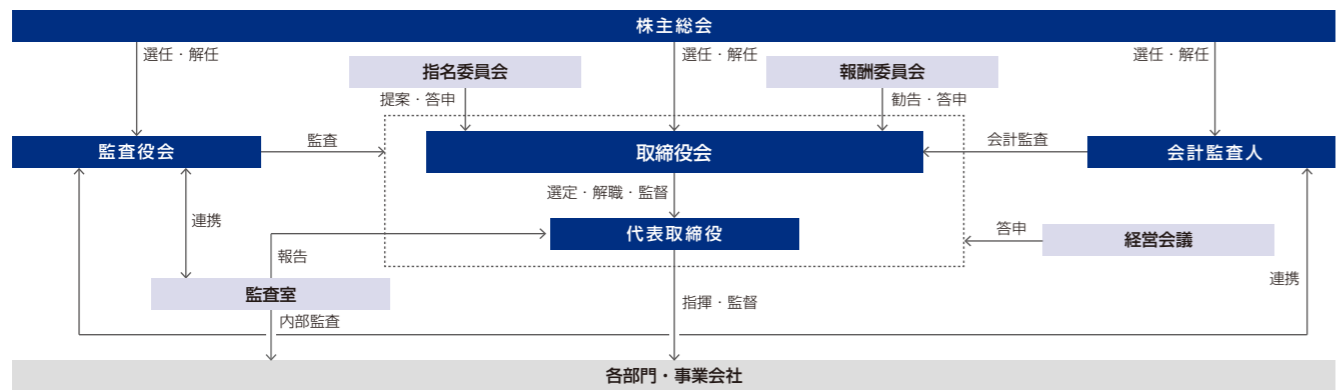 株主総会
選任・解任
選任・解任
選任・解任
指名委員会
報酬委員会
提案・答申
勧告・答申
監査役会
監査
取締役会
会計監査
会計監査人
選定・解職・監督
連携
代表取締役
答申
経営会議
報告
連携
監査室
指揮・監督
内部監査
各部門・事業会社